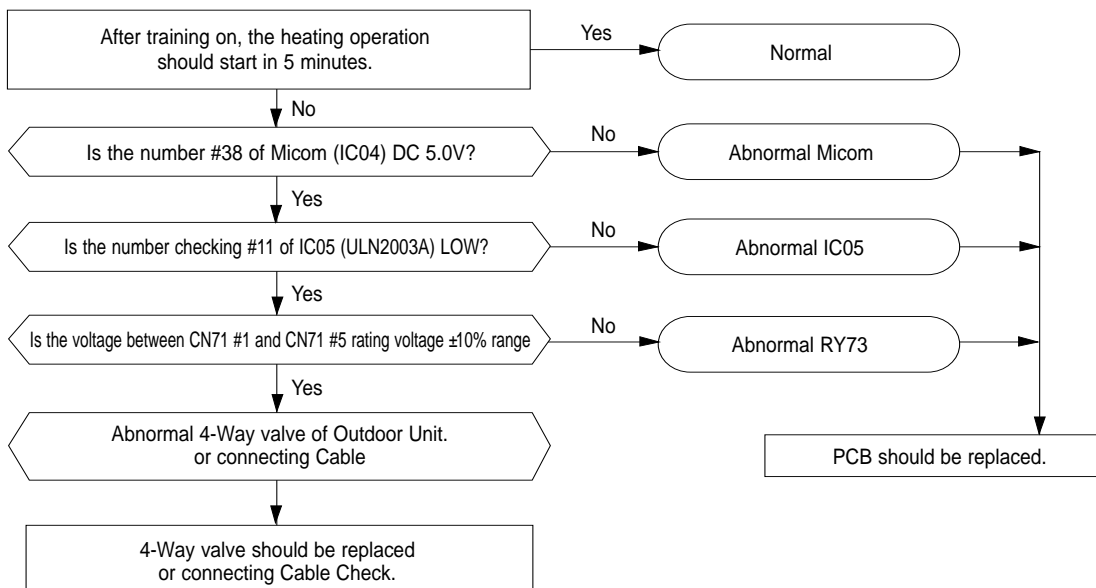 After training on, the heating operation
should start in 5 minutes.
Yes
Normal
No
Is the number #38 of Micom (IC04) DC 5.0V?
No
Abnormal Micom
Yes
Is the number checking #11 of IC05 (ULN2003A) LOW?
No
Abnormal IC05
Yes
Is the voltage between CN71 #1 and CN71 #5 rating voltage ±10% range
No
Abnormal RY73
Yes
Abnormal 4-Way valve of Outdoor Unit.
or connecting Cable
PCB should be replaced.
4-Way valve should be replaced
or connecting Cable Check.